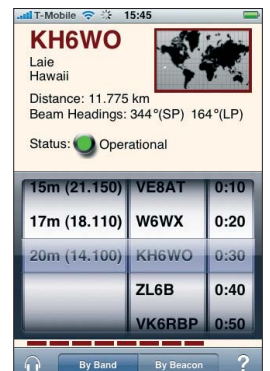 T-Mobile 15:45
KH6WO
Laie
Hawaii
Distance: 11.775 km
Beam Headings: 344°(SP) 164°(LP)
Status: Operational
15m (21.150) VE8AT 0:10
17m (18.110) W6WX 0:20
20m (14.100) KH6WO 0:30
ZL6B 0:40
VK6RBP 0:50
By Band By Beacon ?